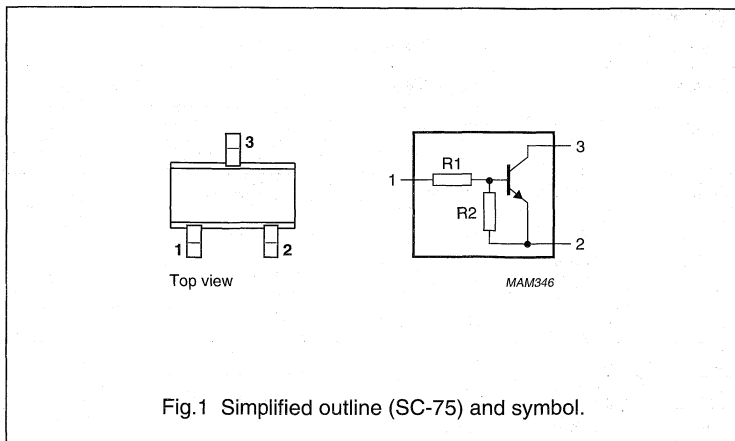 3
1
2
Top view
1
R1
R2
3
2
MAM346
Fig.1 Simplified outline (SC-75) and symbol.